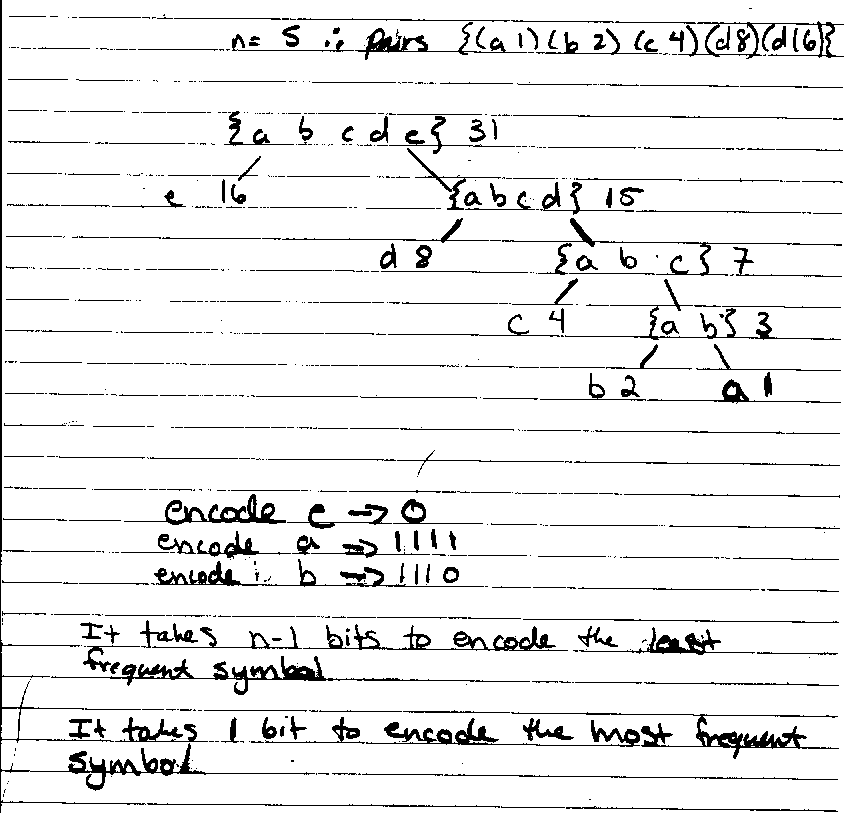 n= 5 ∴ pairs {(a 1) (b 2) (c 4) (d 8) (d 16)}
{a b c d e} 31
e 16 {a b c d} 15
d 8 {a b c} 7
c 4 {a b} 3
b 2 a 1
encode e → 0
encode a => 1111
encode b => 1110
It takes n-1 bits to encode the least
frequent symbol
It takes 1 bit to encode the most frequent
symbol